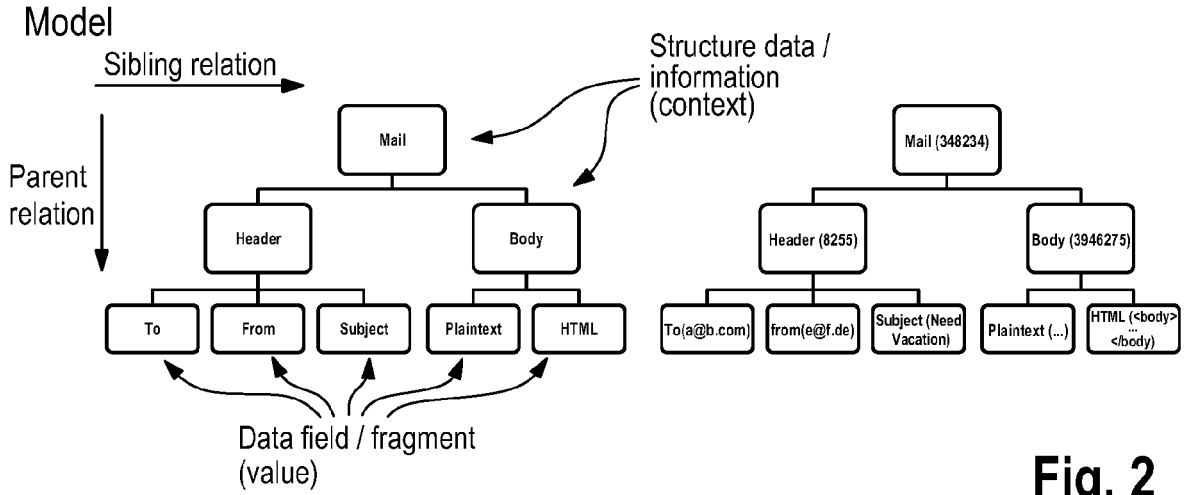 Model
Sibling relation
Structure data /
information
(context)
Parent
relation
Mail
Header
Body
To
From
Subject
Plaintext
HTML
Data field / fragment
(value)
Mail (348234)
Header (8255)
Body (3946275)
To(a@b.com)
from(e@f.de)
Subject (Need
Vacation)
Plaintext (...)
HTML (<body>
...
</body)
Fig. 2